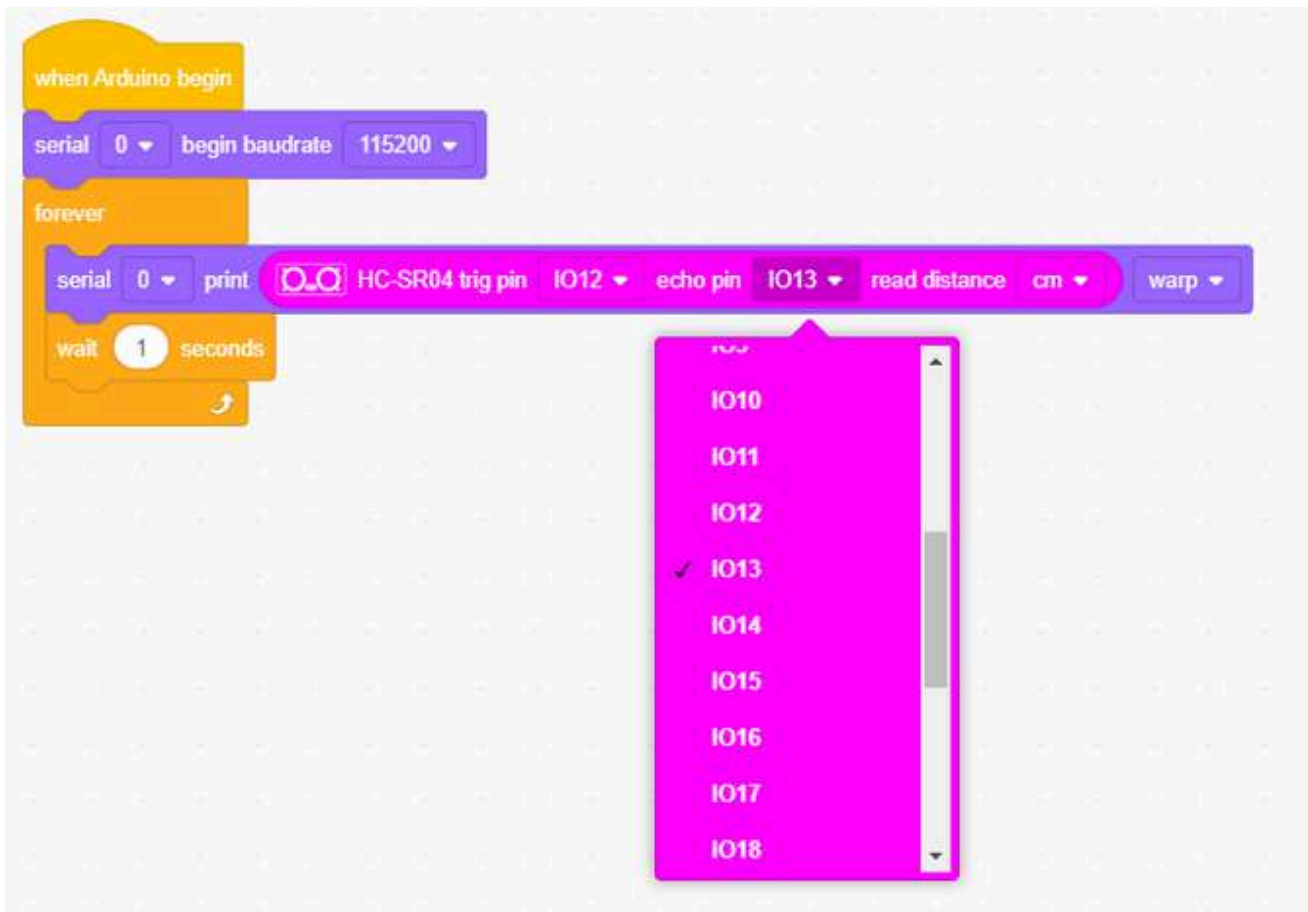 when Arduino begin
serial 0 begin baudrate 115200
forever
serial 0 print HC-SR04 trig pin IO12 echo pin IO13 read distance cm warp
wait 1 seconds
IO10
IO11
IO12
✓ IO13
IO14
IO15
IO16
IO17
IO18